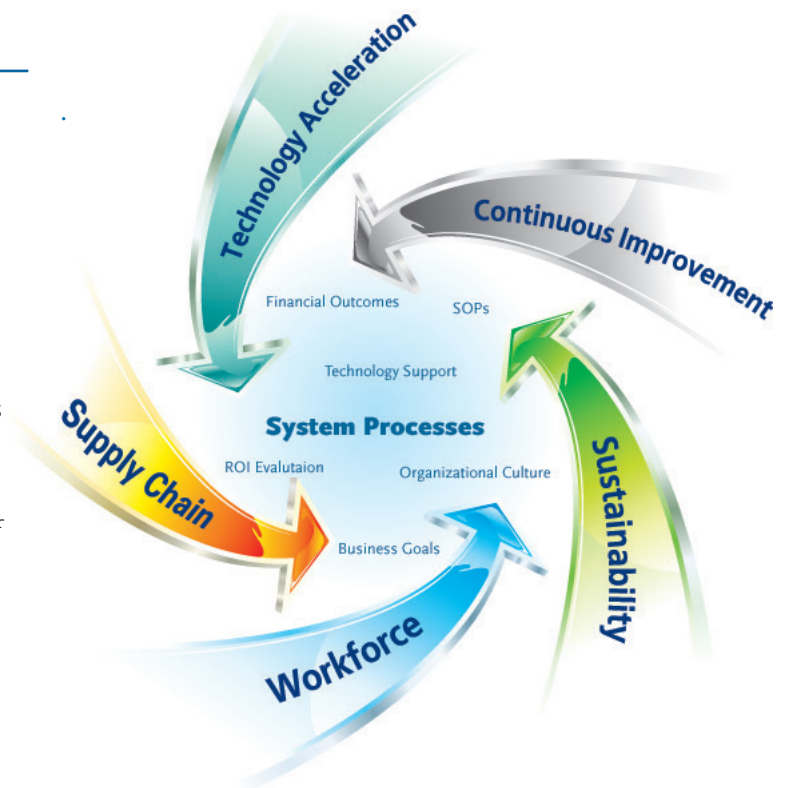 Technology Acceleration
Continuous Improvement
Financial Outcomes
SOPs
Technology Support
System Processes
Supply Chain
ROI Evalutaion
Organizational Culture
Sustainability
Business Goals
Workforce